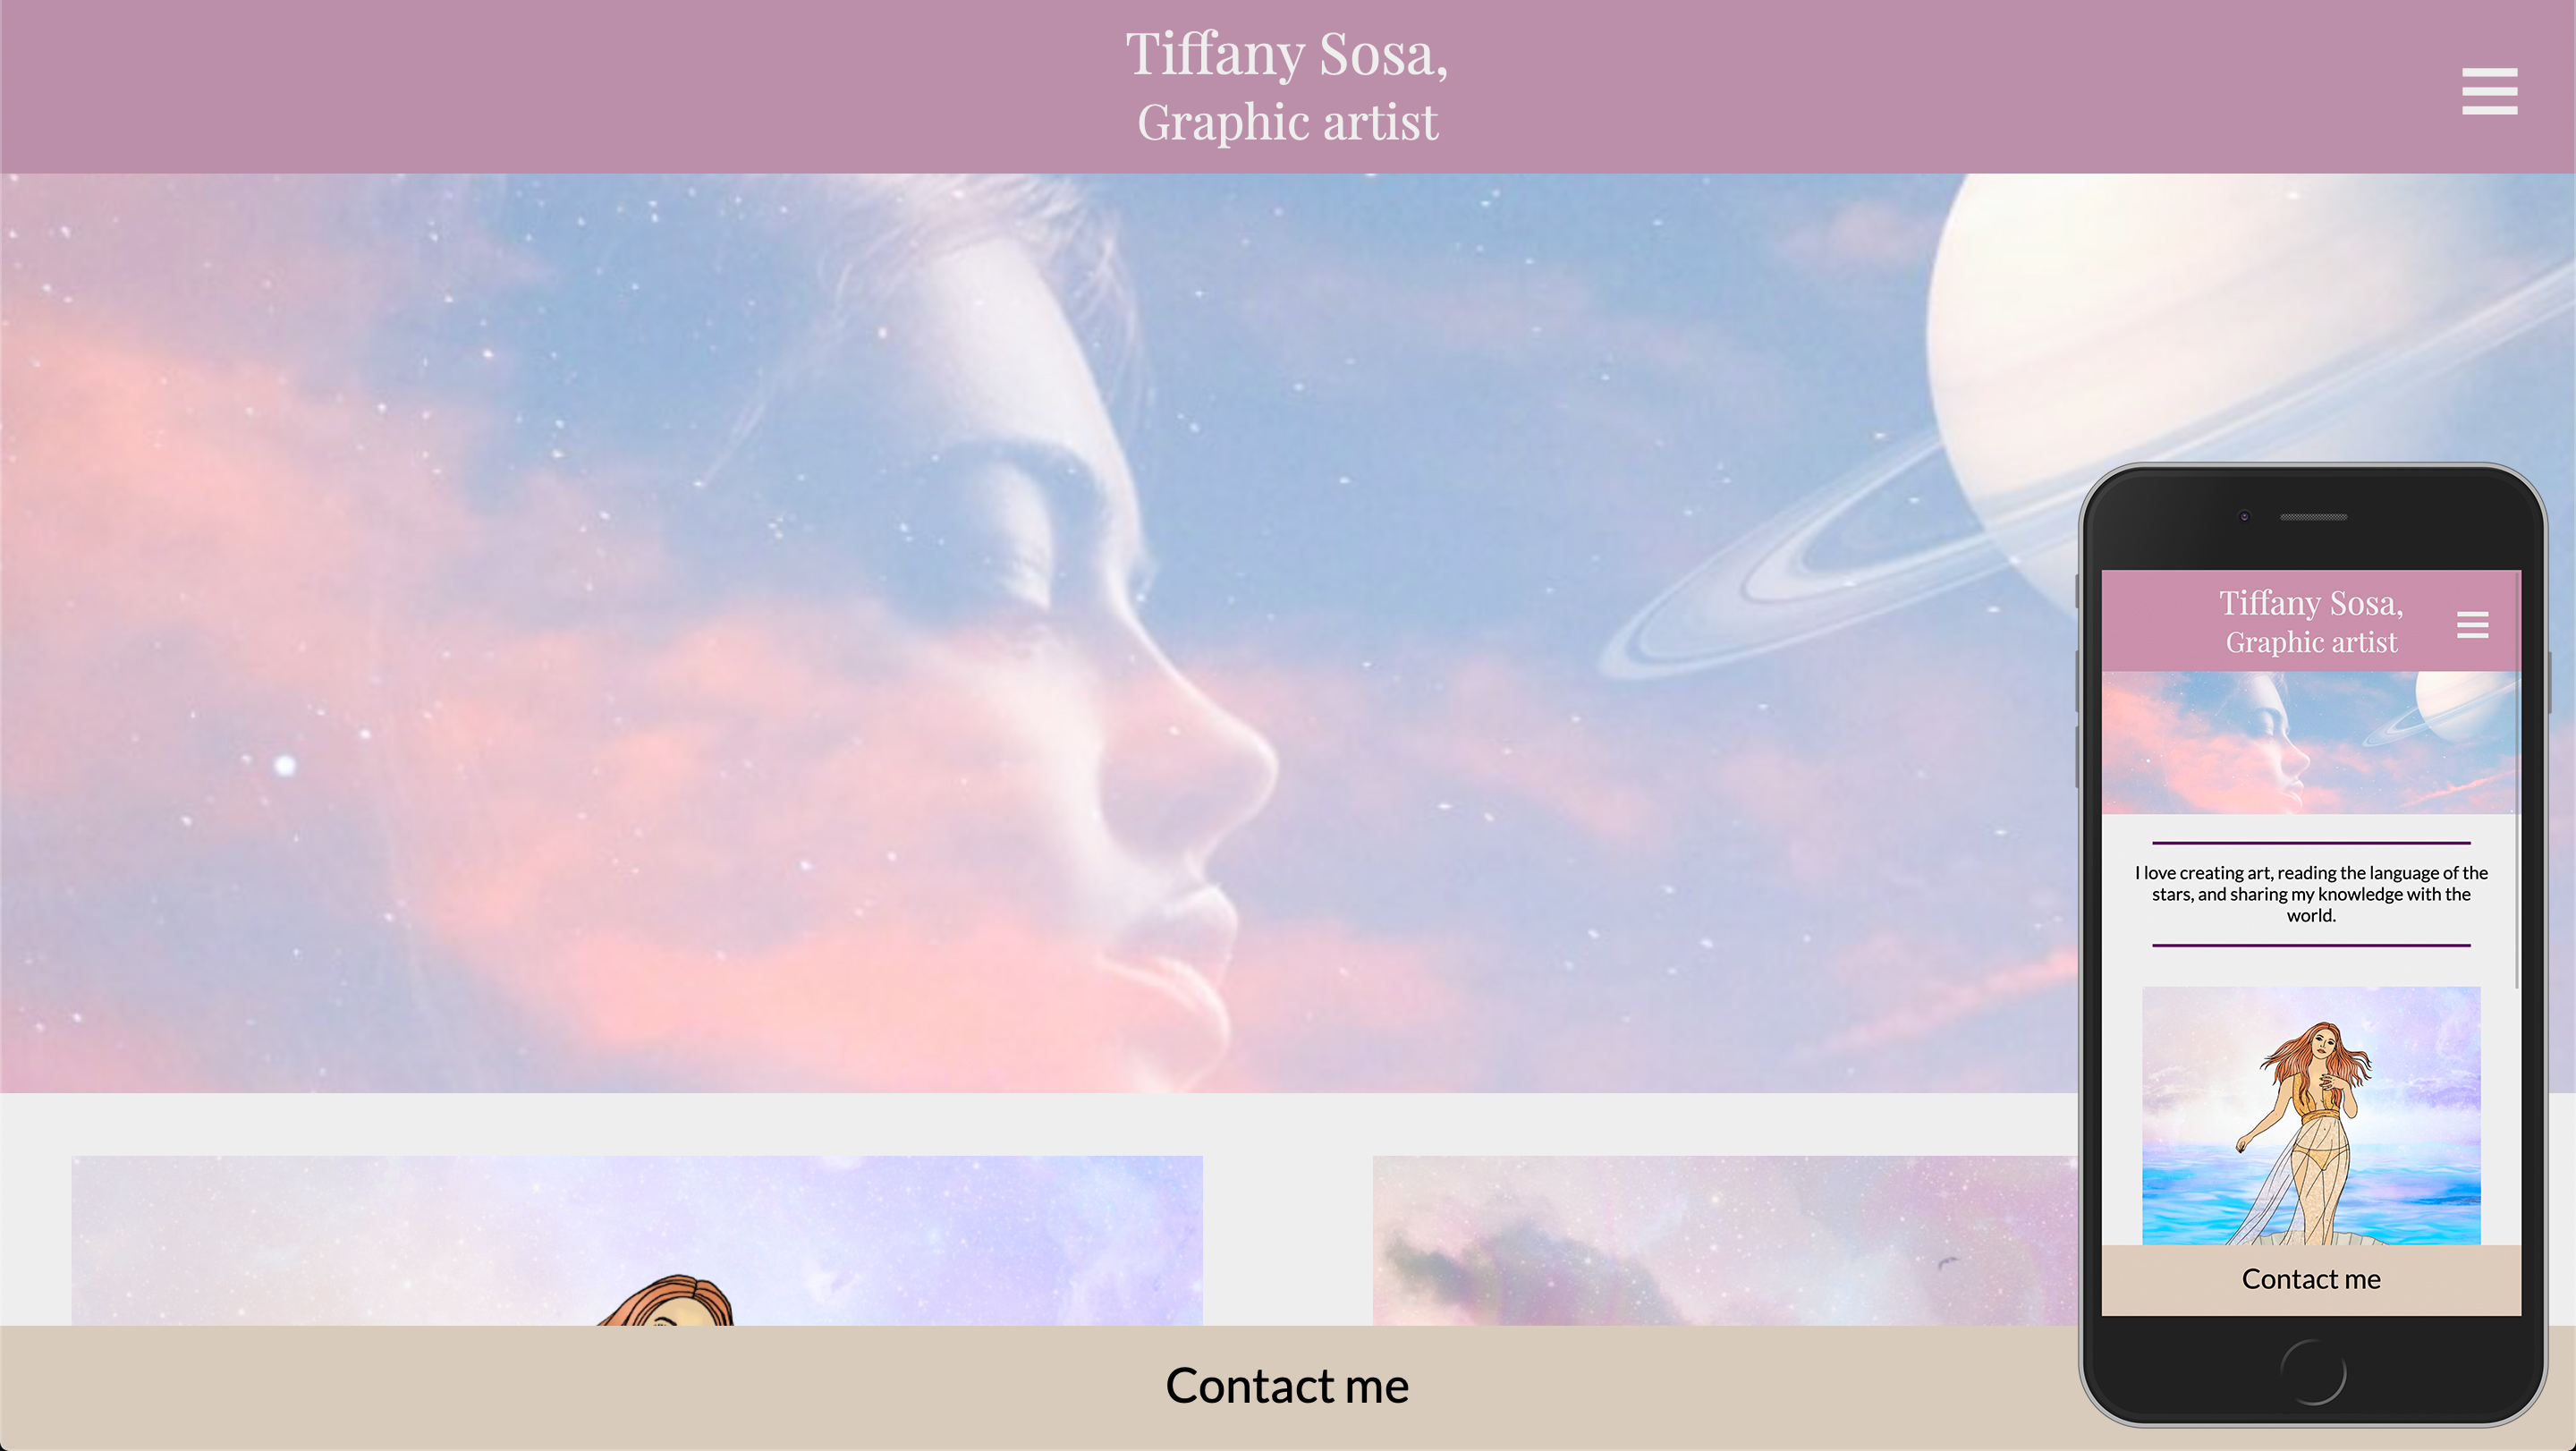 Tiffany Sosa,
Graphic artist
Tiffany Sosa,
Graphic artist
I love creating art, reading the language of the
stars, and sharing my knowledge with the
world.
Contact me
Contact me